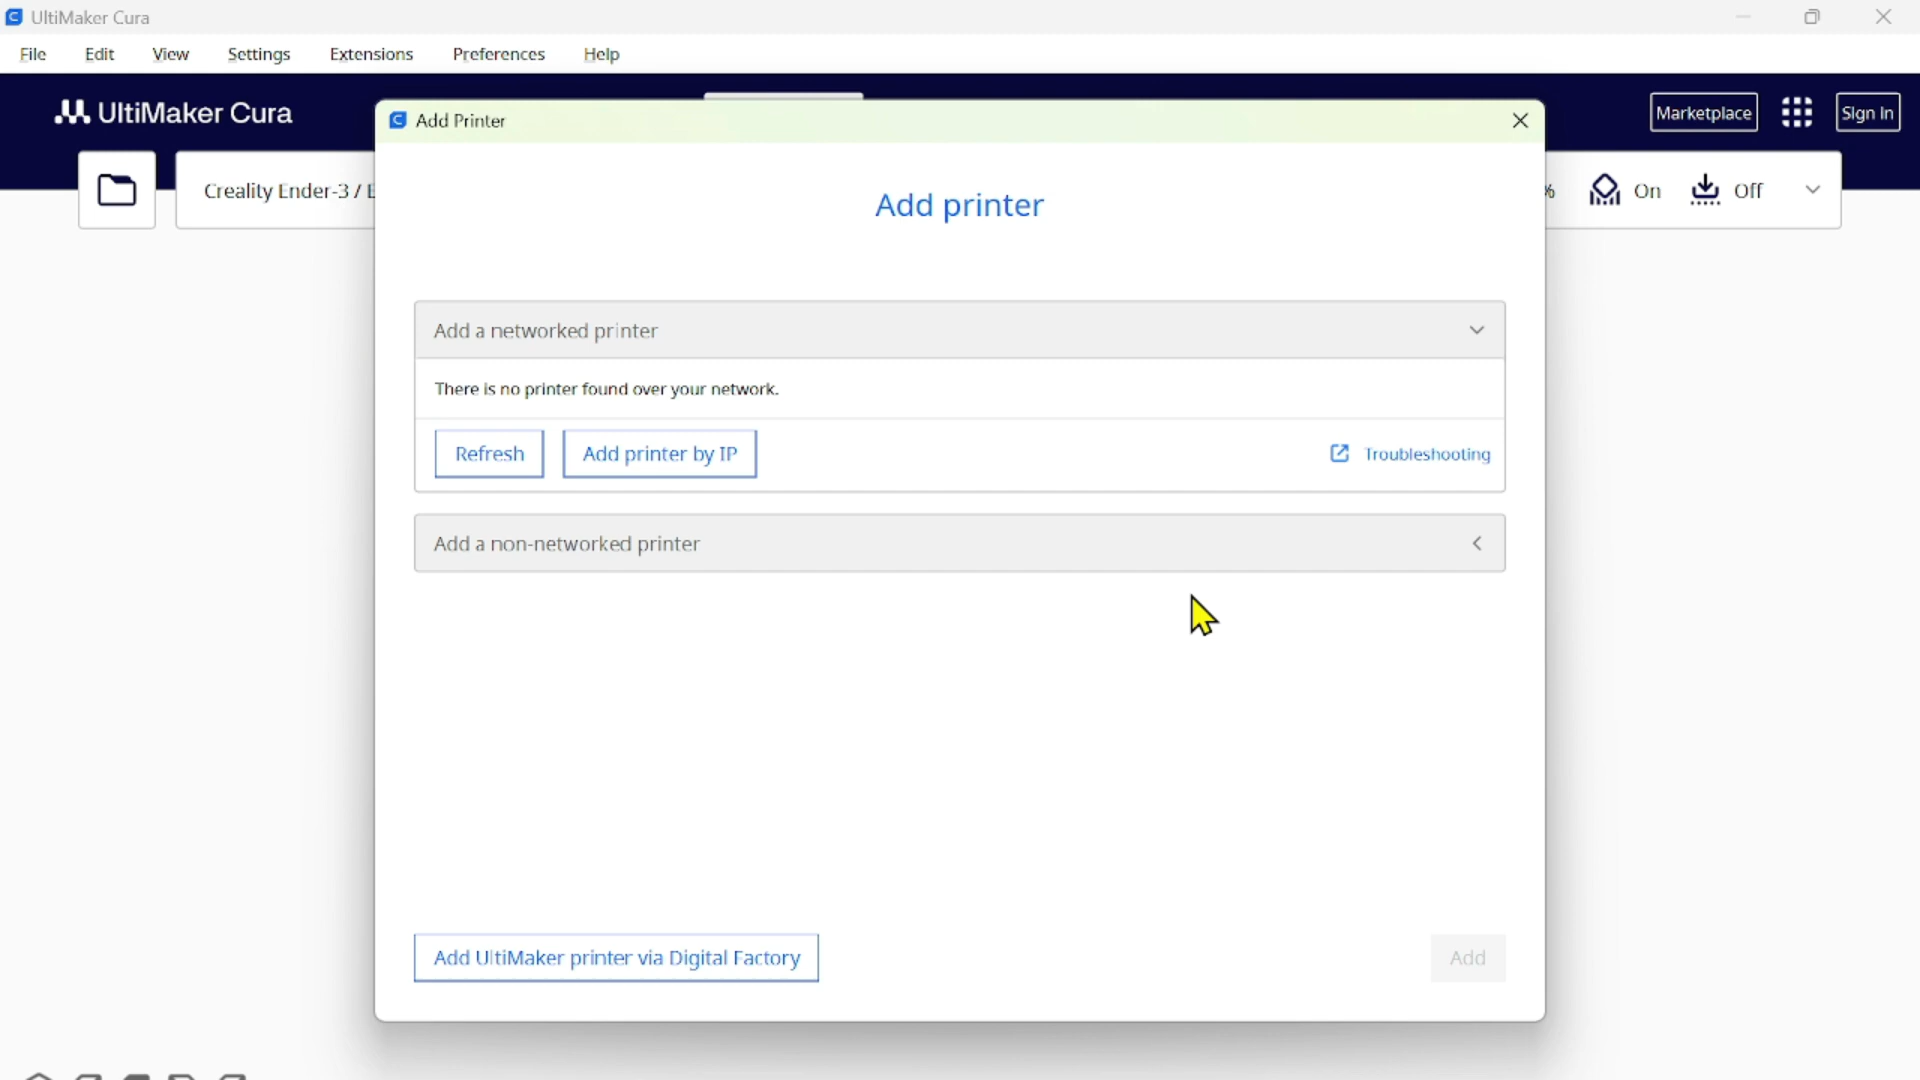 UltiMaker Cura
File Edit View Settings Extensions Preferences Help
UltiMaker Cura
Marketplace
Sign In
Add Printer
Creality Ender-3 /
%
On
Off
Add printer
Add a networked printer
There is no printer found over your network.
Refresh
Add printer by IP
Troubleshooting
Add a non-networked printer
Add UltiMaker printer via Digital Factory
Add